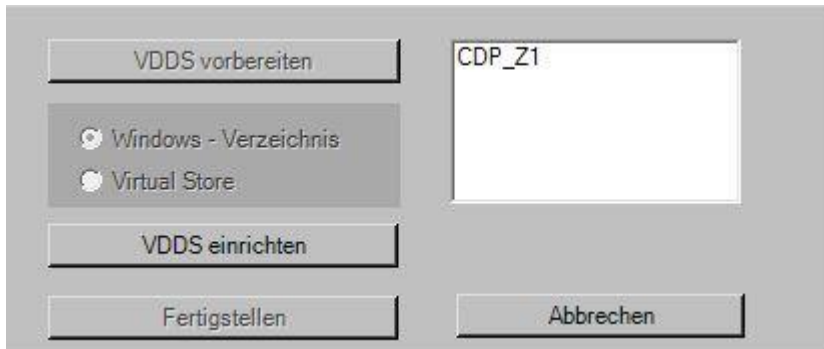 VDDS vorbereiten
CDP_Z1
Windows - Verzeichnis
Virtual Store
VDDS einrichten
Fertigstellen
Abbrechen